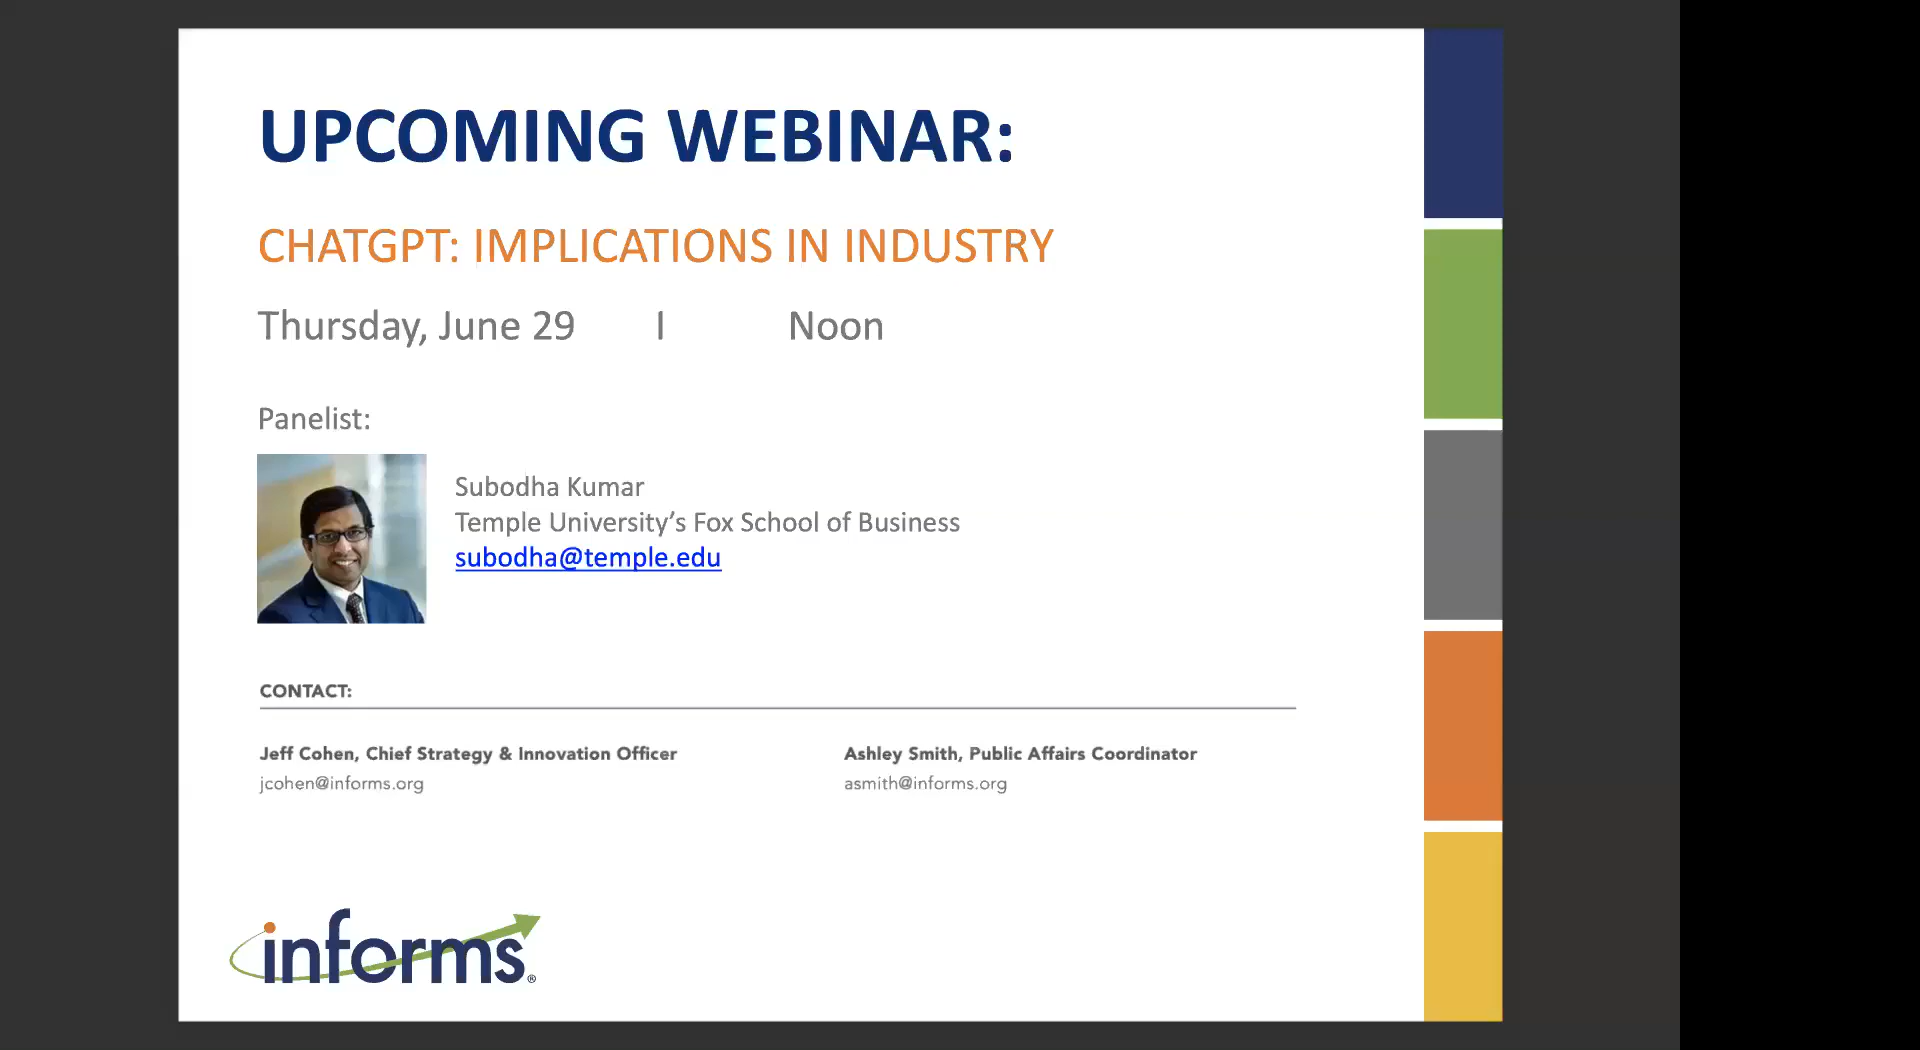 UPCOMING WEBINAR:
CHATGPT: IMPLICATIONS IN INDUSTRY
Thursday, June 29 I Noon
Panelist:
Subodha Kumar
Temple University’s Fox School of Business
subodha@temple.edu
CONTACT:
Jeff Cohen, Chief Strategy & Innovation Officer
jcohen@informs.org
Ashley Smith, Public Affairs Coordinator
asmith@informs.org
informs®